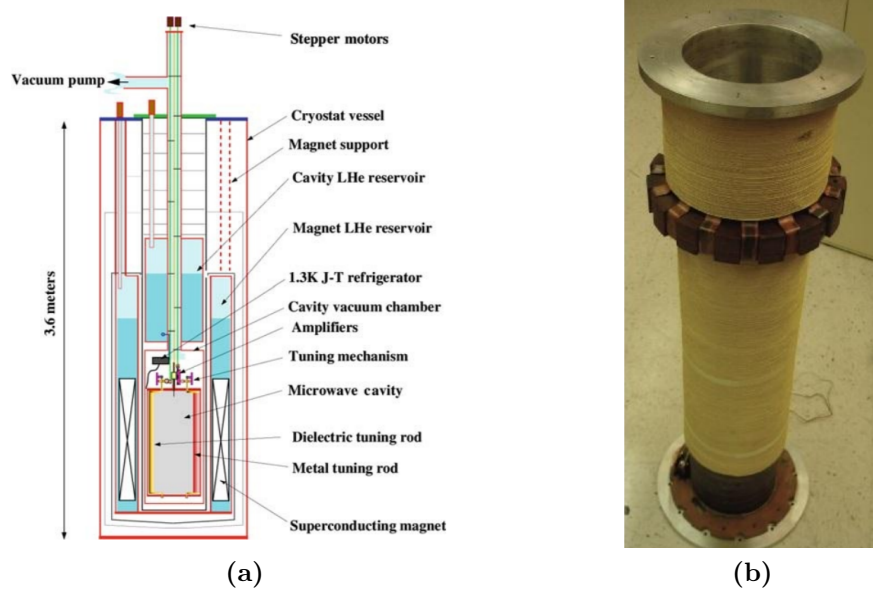 Stepper motors
Vacuum pump
Cryostat vessel
Magnet support
Cavity LHe reservoir
Magnet LHe reservoir
1.3K J-T refrigerator
3.6 meters
Cavity vacuum chamber
Amplifiers
Tuning mechanism
Microwave cavity
Dielectric tuning rod
Metal tuning rod
Superconducting magnet
(a)
(b)